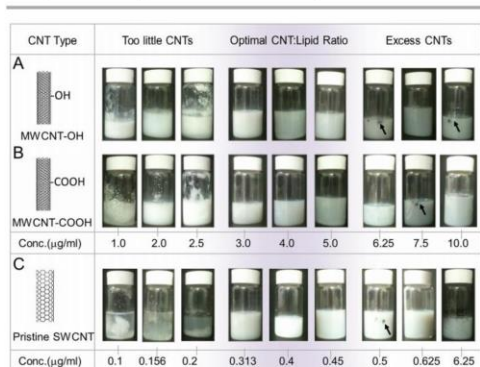 CNT Type Too little CNTs Optimal CNT:Lipid Ratio Excess CNTs
A
-OH
MWCNT-OH
B
-COOH
MWCNT-COOH
Conc.(μg/ml) 1.0 2.0 2.5 3.0 4.0 5.0 6.25 7.5 10.0
C
Pristine SWCNT
Conc.(μg/ml) 0.1 0.156 0.2 0.313 0.4 0.45 0.5 0.625 6.25